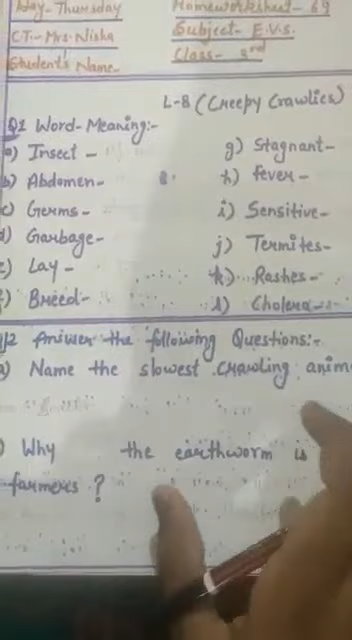 Day- Thursday
Homeworksheet- 69
C.T.- Mrs. Nisha
Subject- E.V.S.
Student's Name-
Class- 3rd
L-8 (Creepy Crawlies)
Q1 Word-Meaning:-
a) Insect -
g) Stagnant-
b) Abdomen-
h) Fever-
c) Germs-
i) Sensitive-
d) Garbage-
j) Termites-
e) Lay-
k) Rashes-
f) Breed-
l) Cholera-
Q2 Answer the following Questions:-
a) Name the slowest crawling anim
) Why the earthworm is
farmers ?